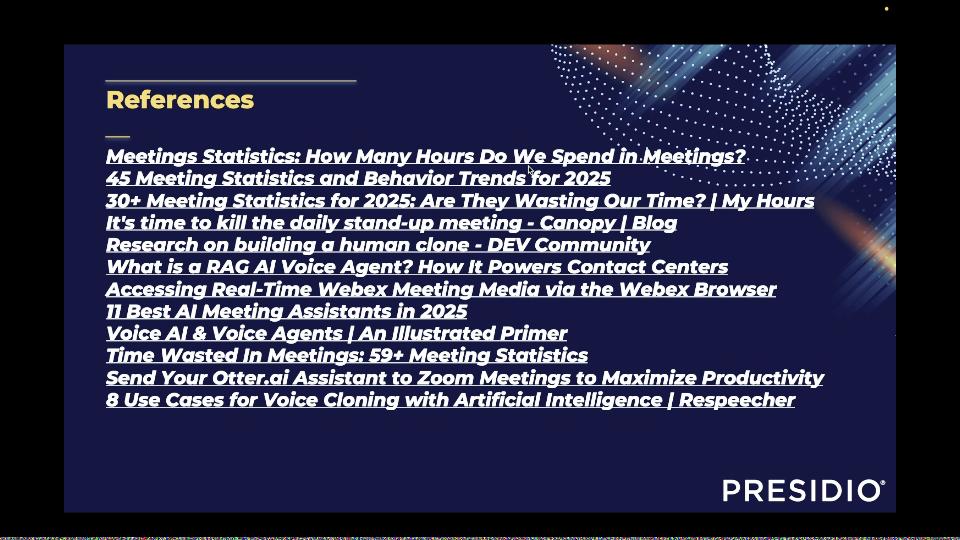 References
Meetings Statistics: How Many Hours Do We Spend in Meetings?
45 Meeting Statistics and Behavior Trends for 2025
30+ Meeting Statistics for 2025: Are They Wasting Our Time? | My Hours
It's time to kill the daily stand-up meeting - Canopy | Blog
Research on building a human clone - DEV Community
What is a RAG AI Voice Agent? How It Powers Contact Centers
Accessing Real-Time Webex Meeting Media via the Webex Browser
11 Best AI Meeting Assistants in 2025
Voice AI & Voice Agents | An Illustrated Primer
Time Wasted In Meetings: 59+ Meeting Statistics
Send Your Otter.ai Assistant to Zoom Meetings to Maximize Productivity
8 Use Cases for Voice Cloning with Artificial Intelligence | Respeecher
PRESIDIO®